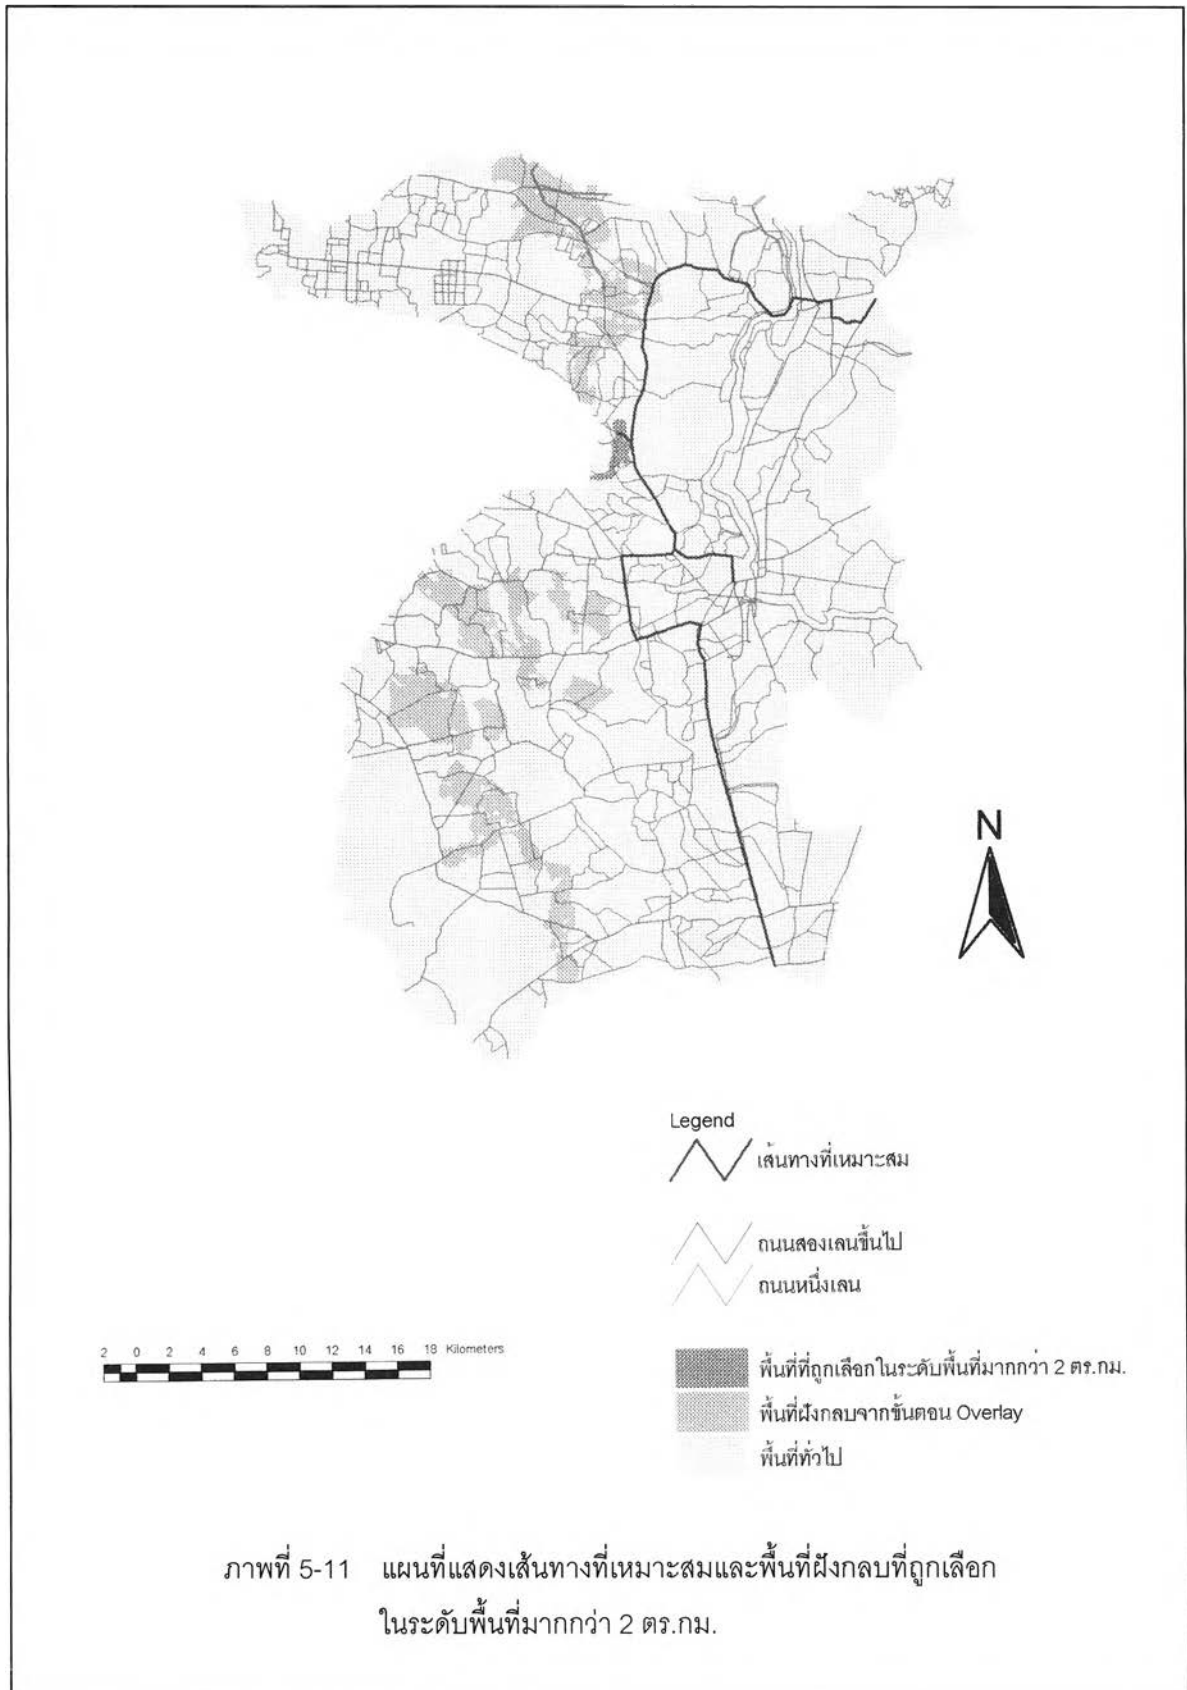 N
Legend
เส้นทางที่เหมาะสม
ถนนสองเลนขึ้นไป
ถนนหนึ่งเลน
2 0 2 4 6 8 10 12 14 16 18 Kilometers
พื้นที่ที่ถูกเลือกในระดับพื้นที่มากกว่า 2 ตร.กม.
พื้นที่ฝังกลบจากขั้นตอน Overlay
พื้นที่ทั่วไป
ภาพที่ 5-11 แผนที่แสดงเส้นทางที่เหมาะสมและพื้นที่ฝังกลบที่ถูกเลือก
ในระดับพื้นที่มากกว่า 2 ตร.กม.